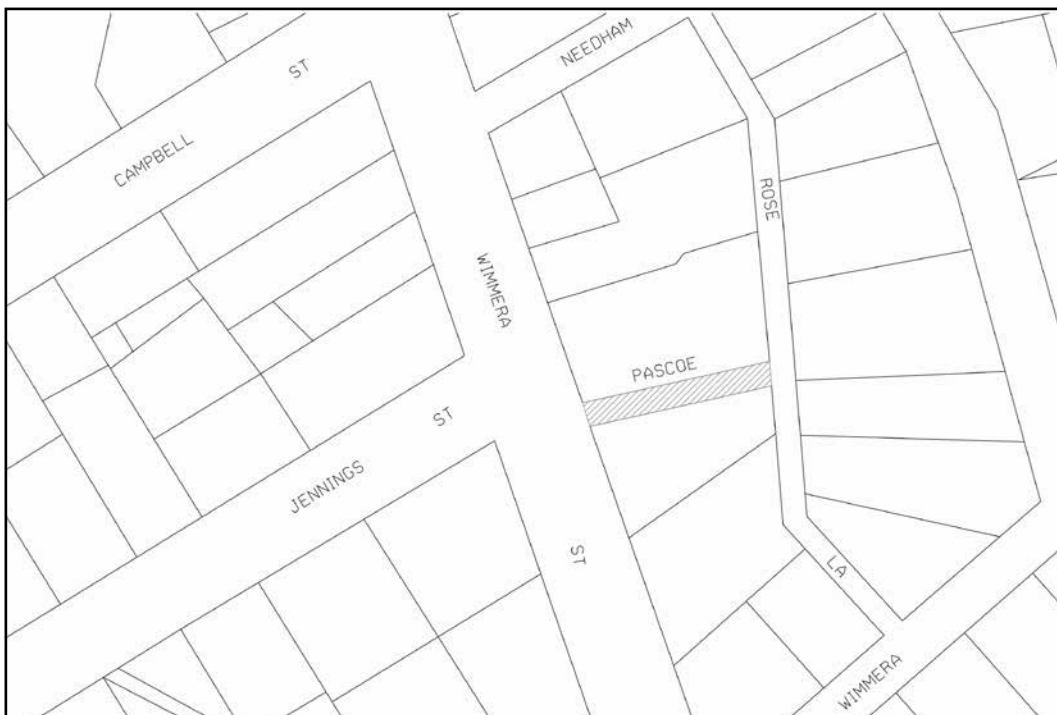 NEEDHAM
ST
CAMPBELL
ROSE
WIMMERA
PASCOE
ST
JENNINGS
ST
LA
WIMMERA